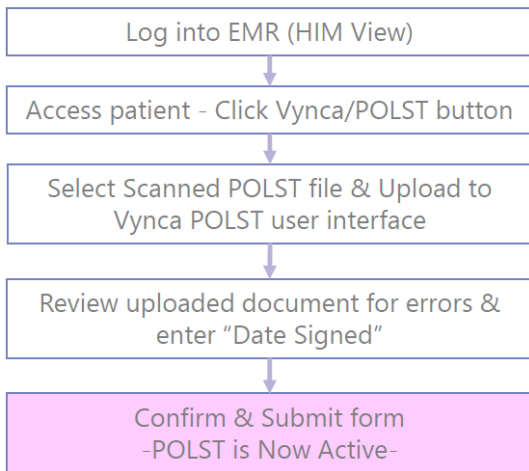 Log into EMR (HIM View)
Access patient - Click Vynca/POLST button
Select Scanned POLST file & Upload to
Vynca POLST user interface
Review uploaded document for errors &
enter “Date Signed”
Confirm & Submit form
-POLST is Now Active-